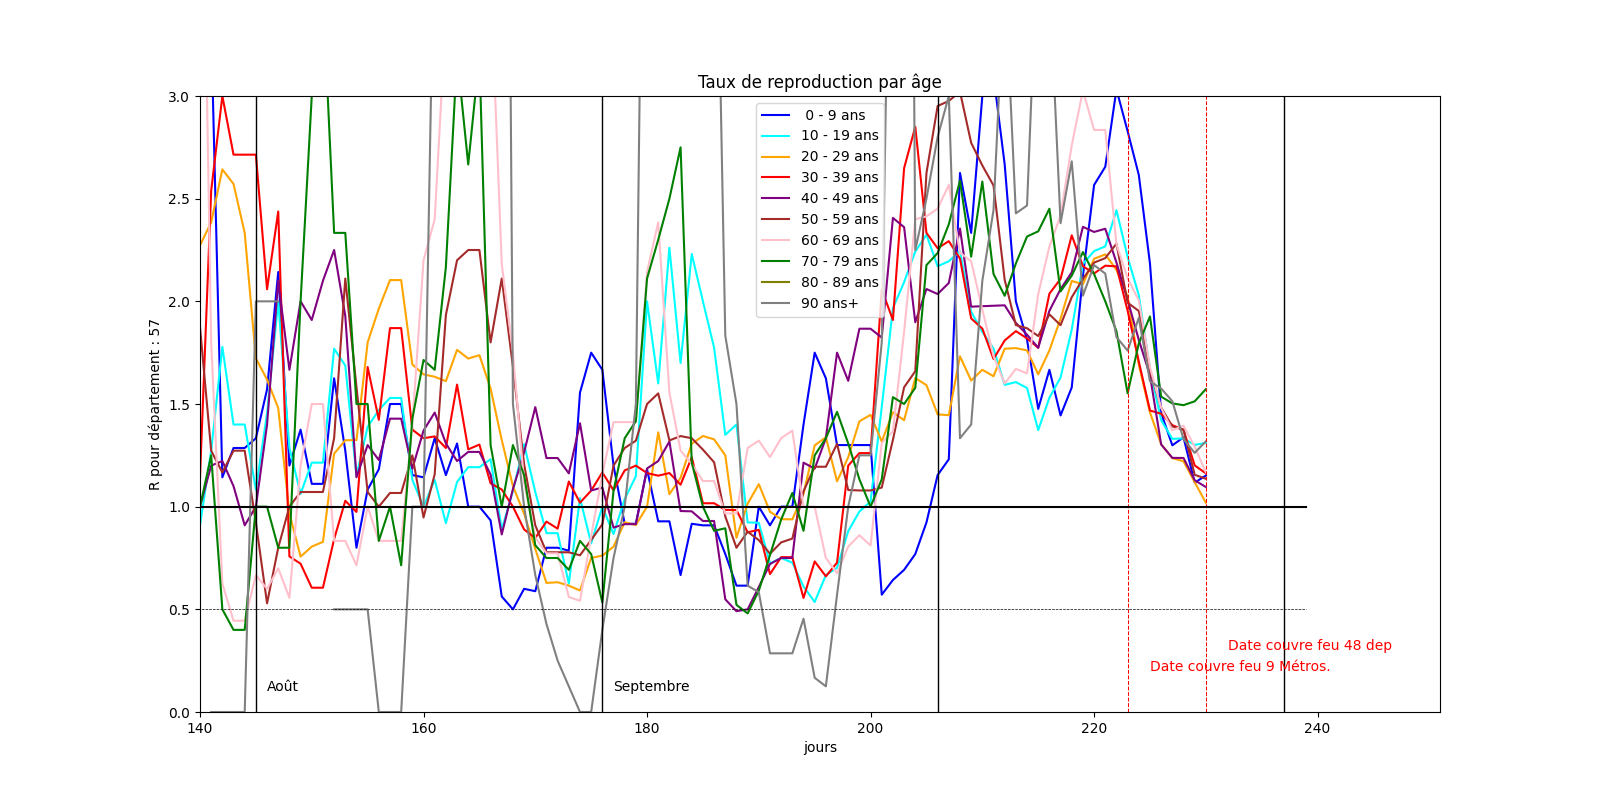 Taux de reproduction par âge
3.0
2.5
2.0
1.5
1.0
0.5
0.0
R pour département : 57
0 - 9 ans
10 - 19 ans
20 - 29 ans
30 - 39 ans
40 - 49 ans
50 - 59 ans
60 - 69 ans
70 - 79 ans
80 - 89 ans
90 ans+
Date couvre feu 48 dep
Date couvre feu 9 Métros.
Août
Septembre
140
160
180
200
220
240
jours